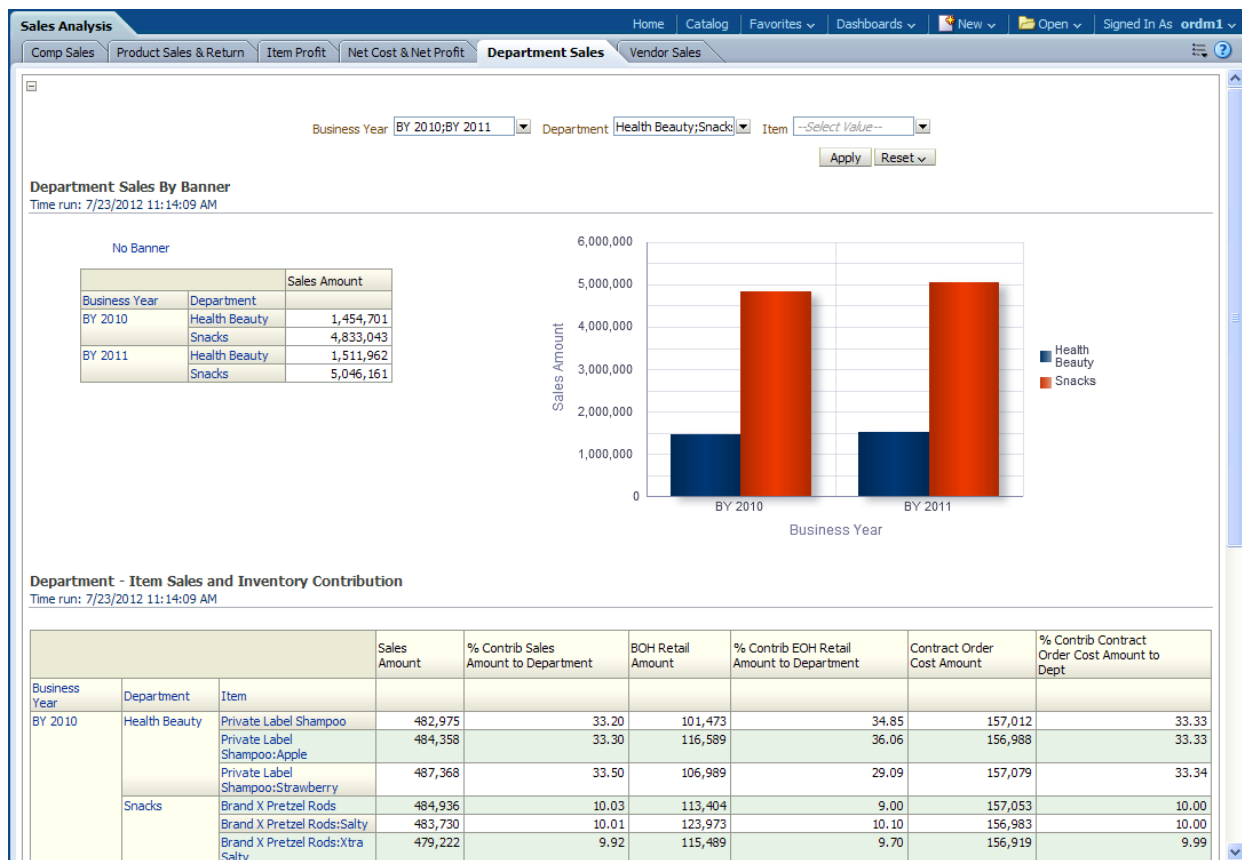 Sales Analysis
Home Catalog Favorites Dashboards New Open Signed In As ordm1
Comp Sales Product Sales & Return Item Profit Net Cost & Net Profit Department Sales Vendor Sales
Business Year BY 2010;BY 2011 Department Health Beauty;Snack Item --Select Value--
Apply Reset
Department Sales By Banner
Time run: 7/23/2012 11:14:09 AM
No Banner
Sales Amount
Business Year Department
BY 2010 Health Beauty 1,454,701
Snacks 4,833,043
BY 2011 Health Beauty 1,511,962
Snacks 5,046,161
6,000,000
5,000,000
4,000,000
3,000,000
2,000,000
1,000,000
0
Sales Amount
BY 2010 BY 2011
Business Year
Health
Beauty
Snacks
Department - Item Sales and Inventory Contribution
Time run: 7/23/2012 11:14:09 AM
Sales
Amount
% Contrib Sales
Amount to Department
BOH Retail
Amount
% Contrib EOH Retail
Amount to Department
Contract Order
Cost Amount
% Contrib Contract
Order Cost Amount to
Dept
Business
Year
Department Item
BY 2010 Health Beauty Private Label Shampoo 482,975 33.20 101,473 34.85 157,012 33.33
Private Label
Shampoo:Apple
484,358 33.30 116,589 36.06 156,988 33.33
Private Label
Shampoo:Strawberry
487,368 33.50 106,989 29.09 157,079 33.34
Snacks Brand X Pretzel Rods 484,936 10.03 113,404 9.00 157,053 10.00
Brand X Pretzel Rods:Salty 483,730 10.01 123,973 10.10 156,983 10.00
Brand X Pretzel Rods:Xtra
Salty
479,222 9.92 115,489 9.70 156,919 9.99